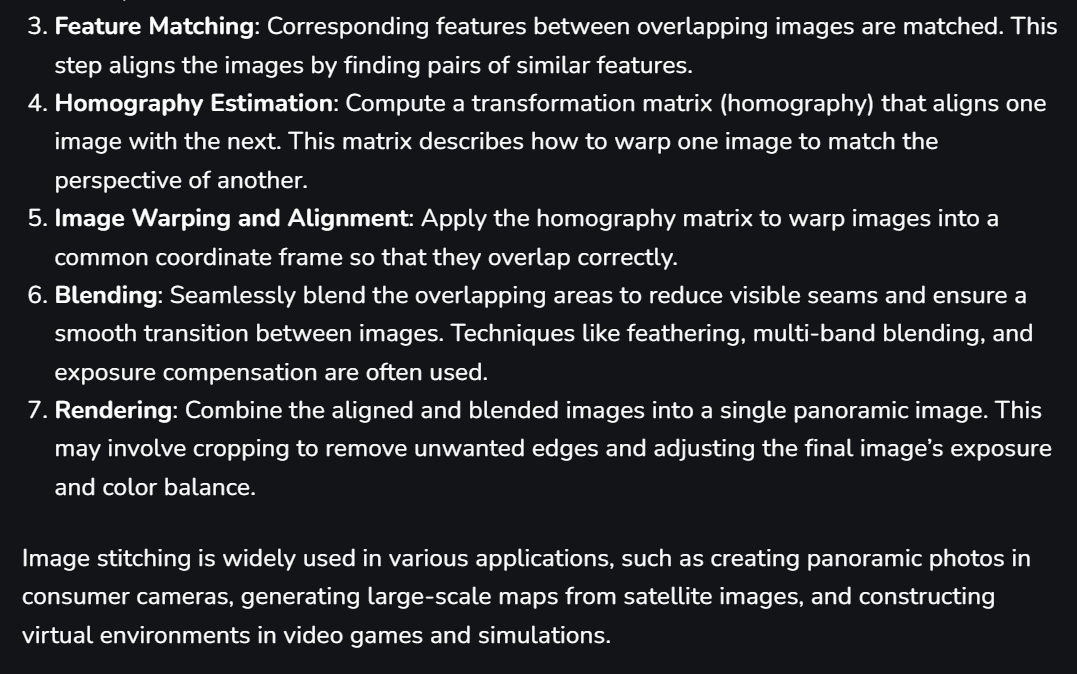 3. Feature Matching: Corresponding features between overlapping images are matched. This
step aligns the images by finding pairs of similar features.
4. Homography Estimation: Compute a transformation matrix (homography) that aligns one
image with the next. This matrix describes how to warp one image to match the
perspective of another.
5. Image Warping and Alignment: Apply the homography matrix to warp images into a
common coordinate frame so that they overlap correctly.
6. Blending: Seamlessly blend the overlapping areas to reduce visible seams and ensure a
smooth transition between images. Techniques like feathering, multi-band blending, and
exposure compensation are often used.
7. Rendering: Combine the aligned and blended images into a single panoramic image. This
may involve cropping to remove unwanted edges and adjusting the final image’s exposure
and color balance.
Image stitching is widely used in various applications, such as creating panoramic photos in
consumer cameras, generating large-scale maps from satellite images, and constructing
virtual environments in video games and simulations.